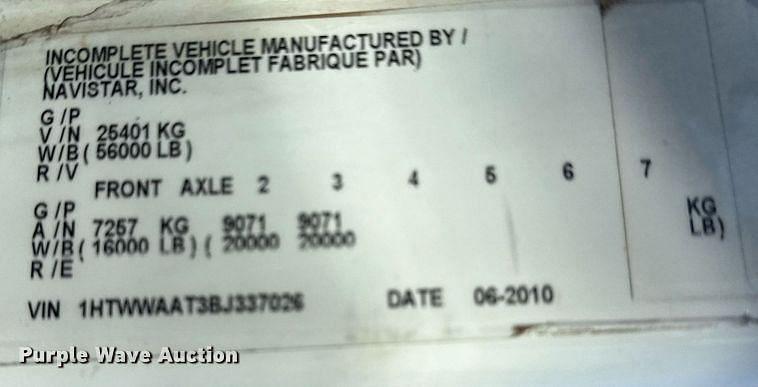 INCOMPLETE VEHICLE MANUFACTURED BY /
(VÉHICULE INCOMPLET FABRIQUE PAR)
NAVISTAR, INC.
G/P
V/N 25401 KG
W/B ( 56000 LB )
R/V
FRONT AXLE 2 3 4 5 6 7
G/P
A/N 7257 KG 9071 9071 KG
W/B ( 16000 LB ) ( 20000 20000 LB)
R/E
VIN 1HTWWAAT3BJ337026 DATE 06-2010
Purple Wave Auction